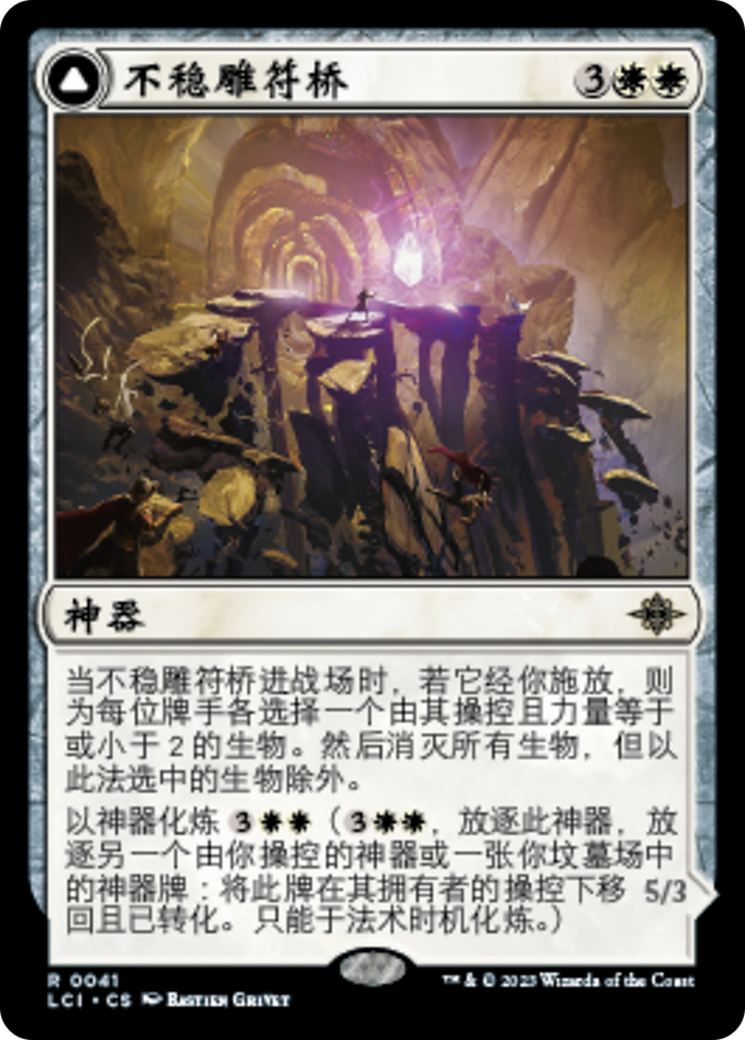 不稳雕符桥 3
神器
当不稳雕符桥进战场时，若它经你施放，则
为每位牌手各选择一个由其操控且力量等于
或小于2的生物。然后消灭所有生物，但以
此法选中的生物除外。
以神器化炼 3（3，放逐此神器，放
逐另一个由你操控的神器或一张你坟墓场中
的神器牌：将此牌在其拥有者的操控下移
回且已转化。只能于法术时机化炼。）
5/3
R 0041
LCI • CS BASTIEN GRIVET
™ & © 2023 Wizards of the Coast